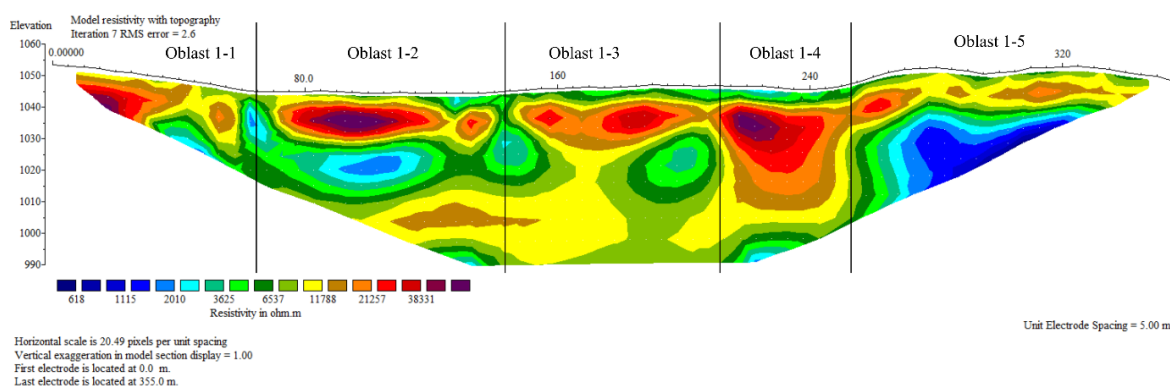 Model resistivity with topography
Elevation Iteration 7 RMS error = 2.6
Oblast 1-1 Oblast 1-2 Oblast 1-3 Oblast 1-4 Oblast 1-5
1060
0.00000
320
1050
80.0 160 240
1040
1030
1020
1010
1000
990
618 1115 2010 3625 6537 11788 21257 38331
Resistivity in ohm.m
Unit Electrode Spacing = 5.00 m
Horizontal scale is 20.49 pixels per unit spacing
Vertical exaggeration in model section display = 1.00
First electrode is located at 0.0 m.
Last electrode is located at 355.0 m.